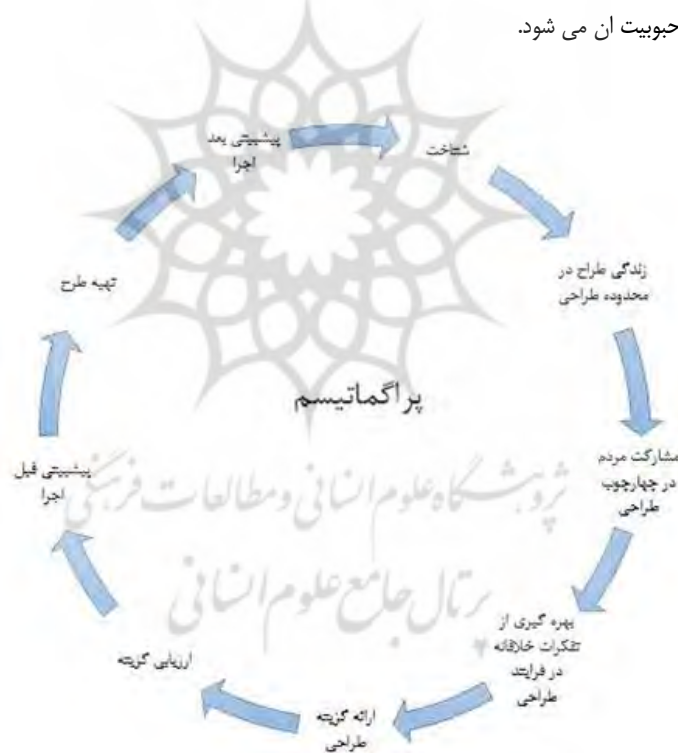 حبوبیت ان می شود.
شناخت
زندگی طراح در
محدوده طراحی
مشارکت مردم
در چهارچوب
طراحی
بهره گیری از
تفکرات خلاقانه
در فرایند
طراحی
ارائه گزینه
طراحی
ارزیابی گزینه
پیشبینی قبل
اجرا
تهیه طرح
پیشبینی بعد
اجرا
پراگماتیسم
پژوهشگاه علوم انسانی و مطالعات فرهنگی
پرتال جامع علوم انسانی